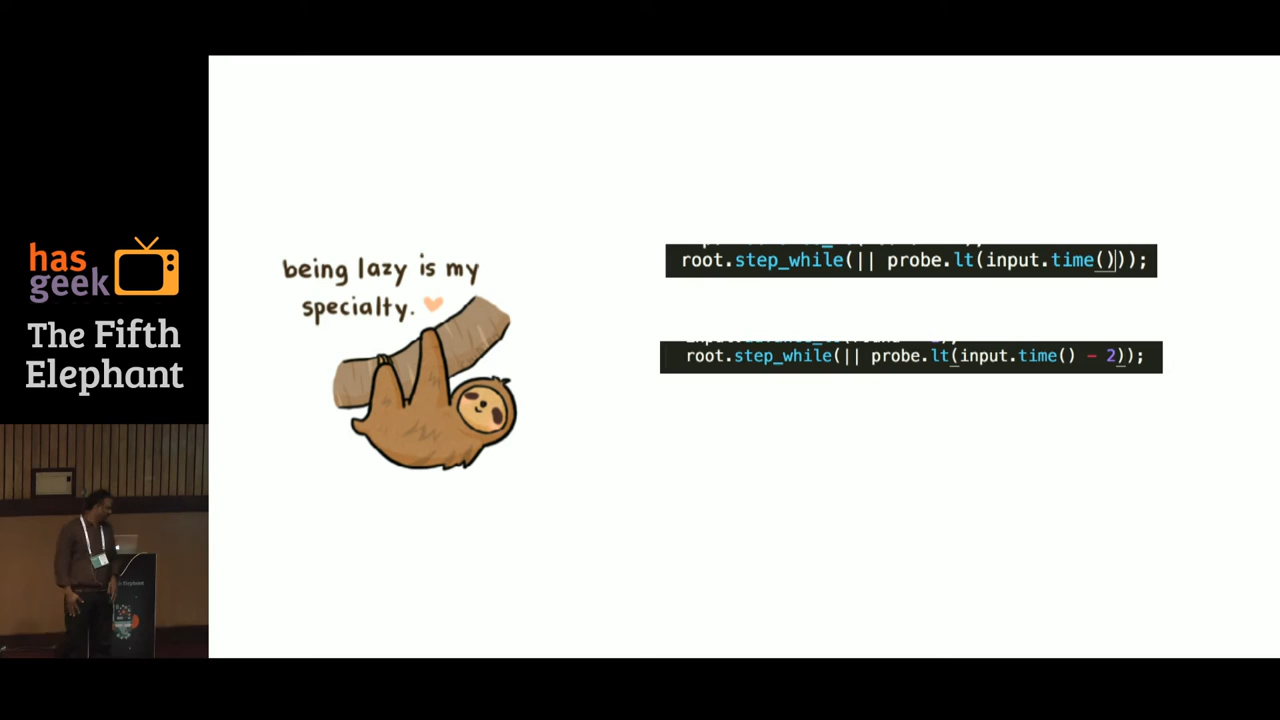 has
geek
The Fifth
Elephant
being lazy is my
specialty.
root.step_while(|| probe.lt(input.time()));
root.step_while(|| probe.lt(input.time() - 2));